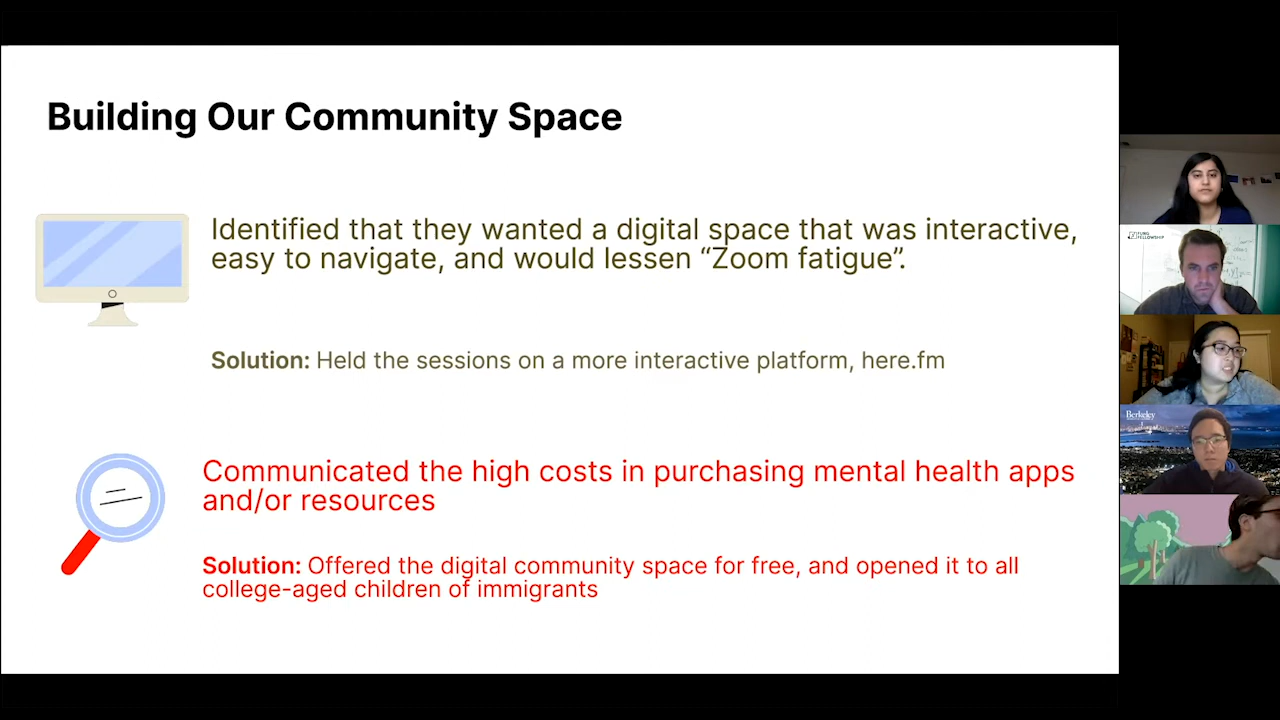 Building Our Community Space
Identified that they wanted a digital space that was interactive,
easy to navigate, and would lessen “Zoom fatigue”.
Solution: Held the sessions on a more interactive platform, here.fm
Communicated the high costs in purchasing mental health apps
and/or resources
Solution: Offered the digital community space for free, and opened it to all
college-aged children of immigrants
FUNG
FELLOWSHIP
Berkeley